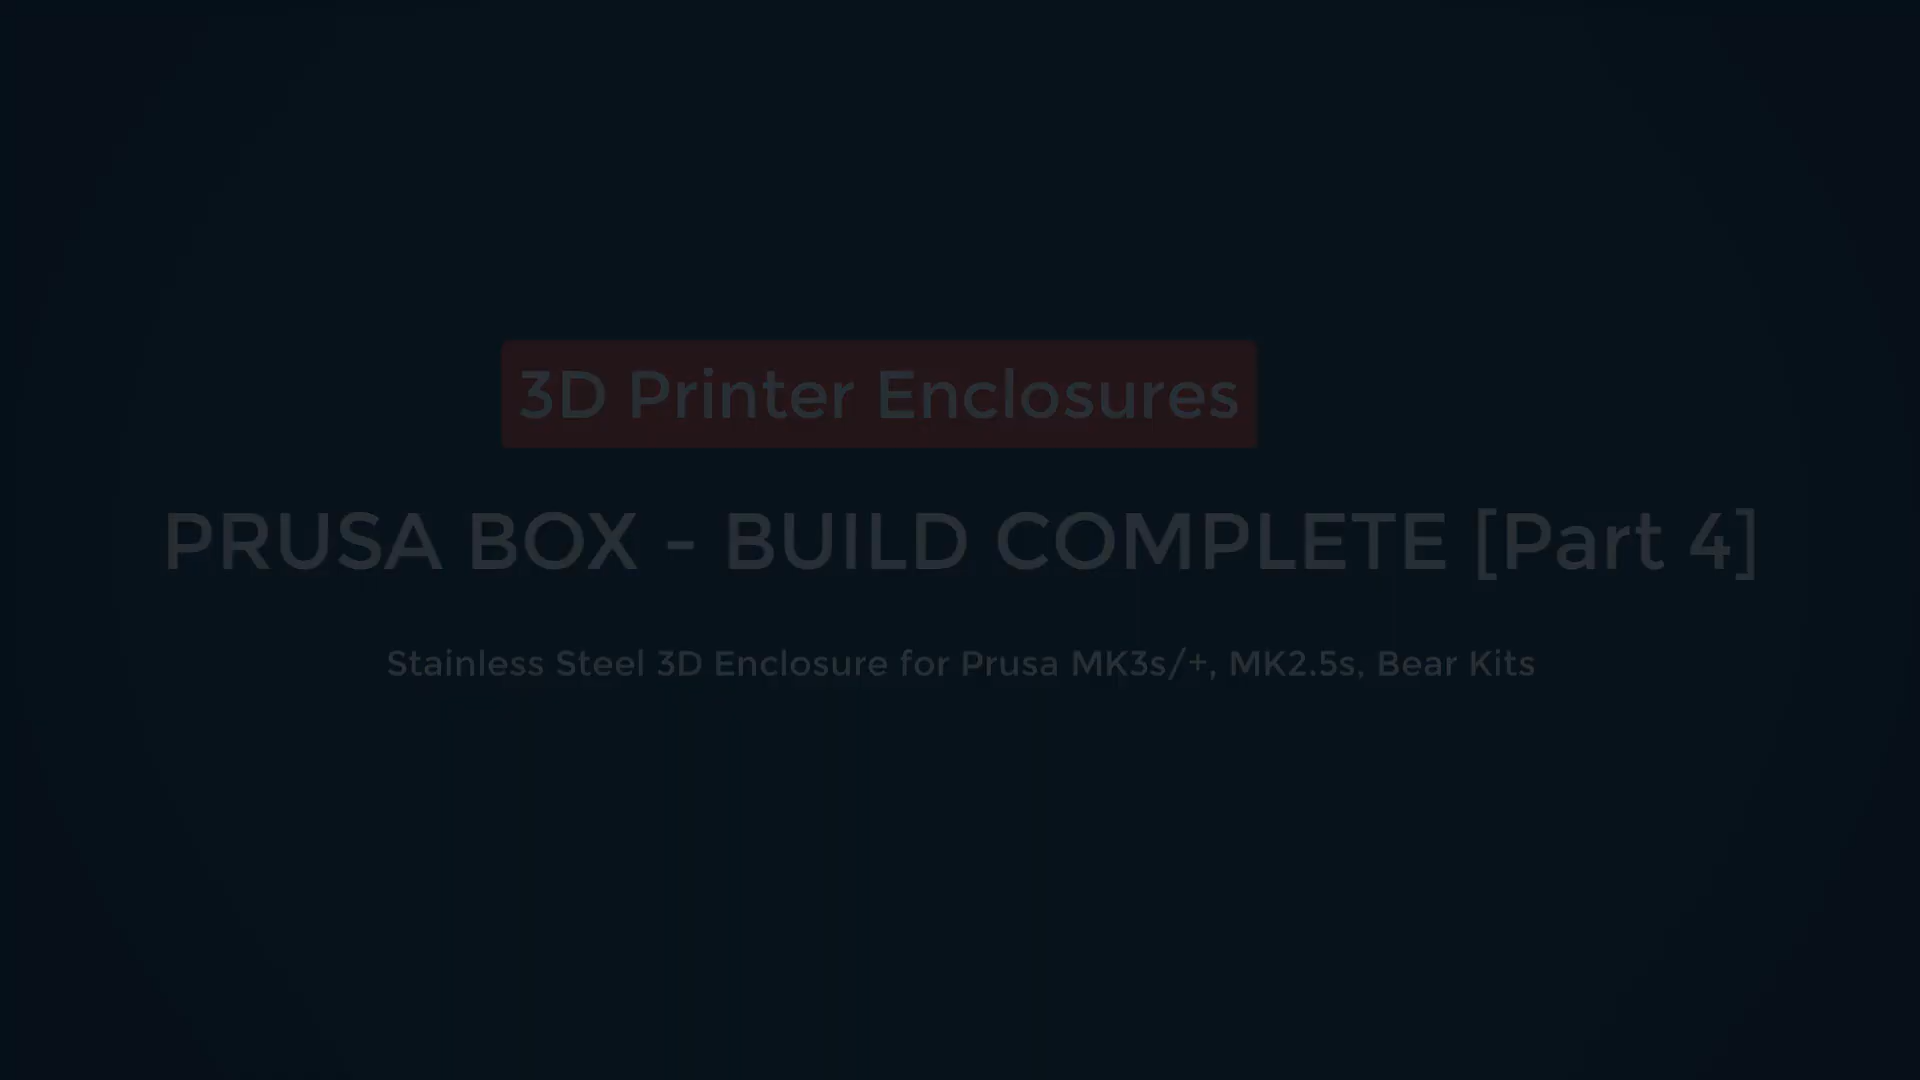 3D Printer Enclosures
PRUSA BOX - BUILD COMPLETE [Part 4]
Stainless Steel 3D Enclosure for Prusa MK3s/+, MK2.5s, Bear Kits